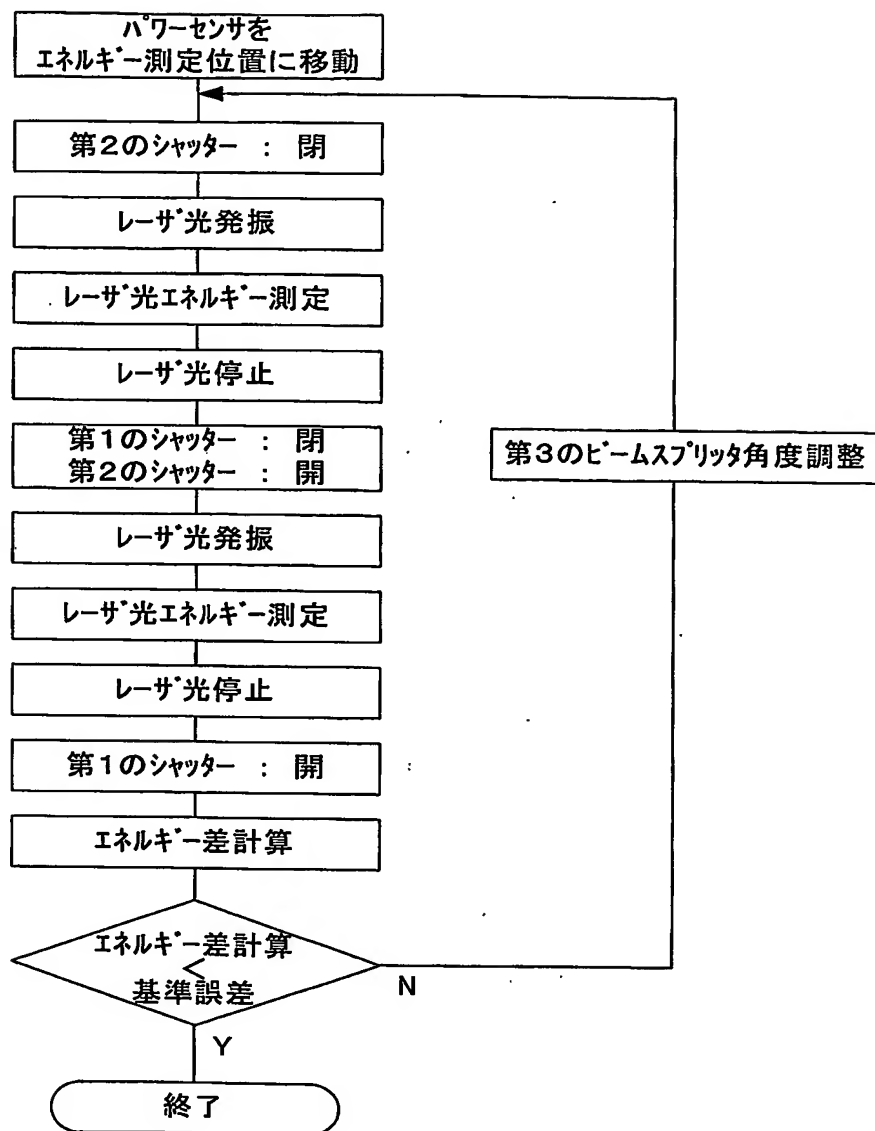 パワーセンサを
エネルギー測定位置に移動
第2のシャッター : 閉
レーザ光発振
レーザ光エネルギー測定
レーザ光停止
第1のシャッター : 閉
第2のシャッター : 開
レーザ光発振
レーザ光エネルギー測定
レーザ光停止
第1のシャッター : 開
エネルギー差計算
エネルギー差計算
<
基準誤差
N
Y
終了
第3のビームスプリッタ角度調整